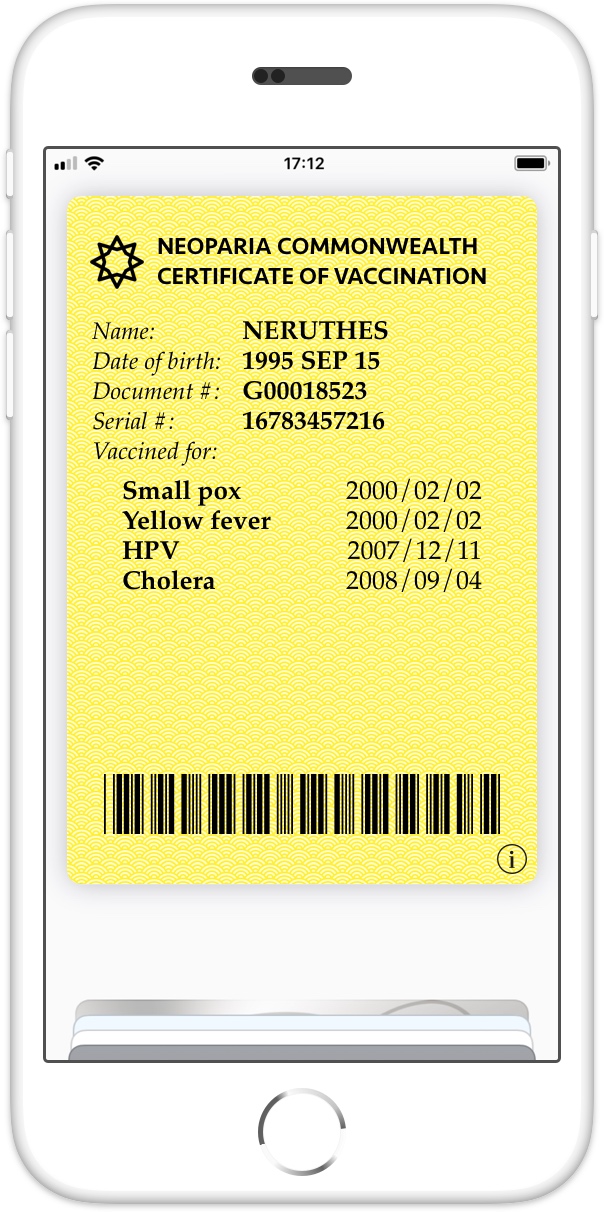 17:12
NEOPARIA COMMONWEALTH
CERTIFICATE OF VACCINATION
Name: NERUTHES
Date of birth: 1995 SEP 15
Document #: G00018523
Serial #: 16783457216
Vaccined for:
Small pox 2000/02/02
Yellow fever 2000/02/02
HPV 2007/12/11
Cholera 2008/09/04
i